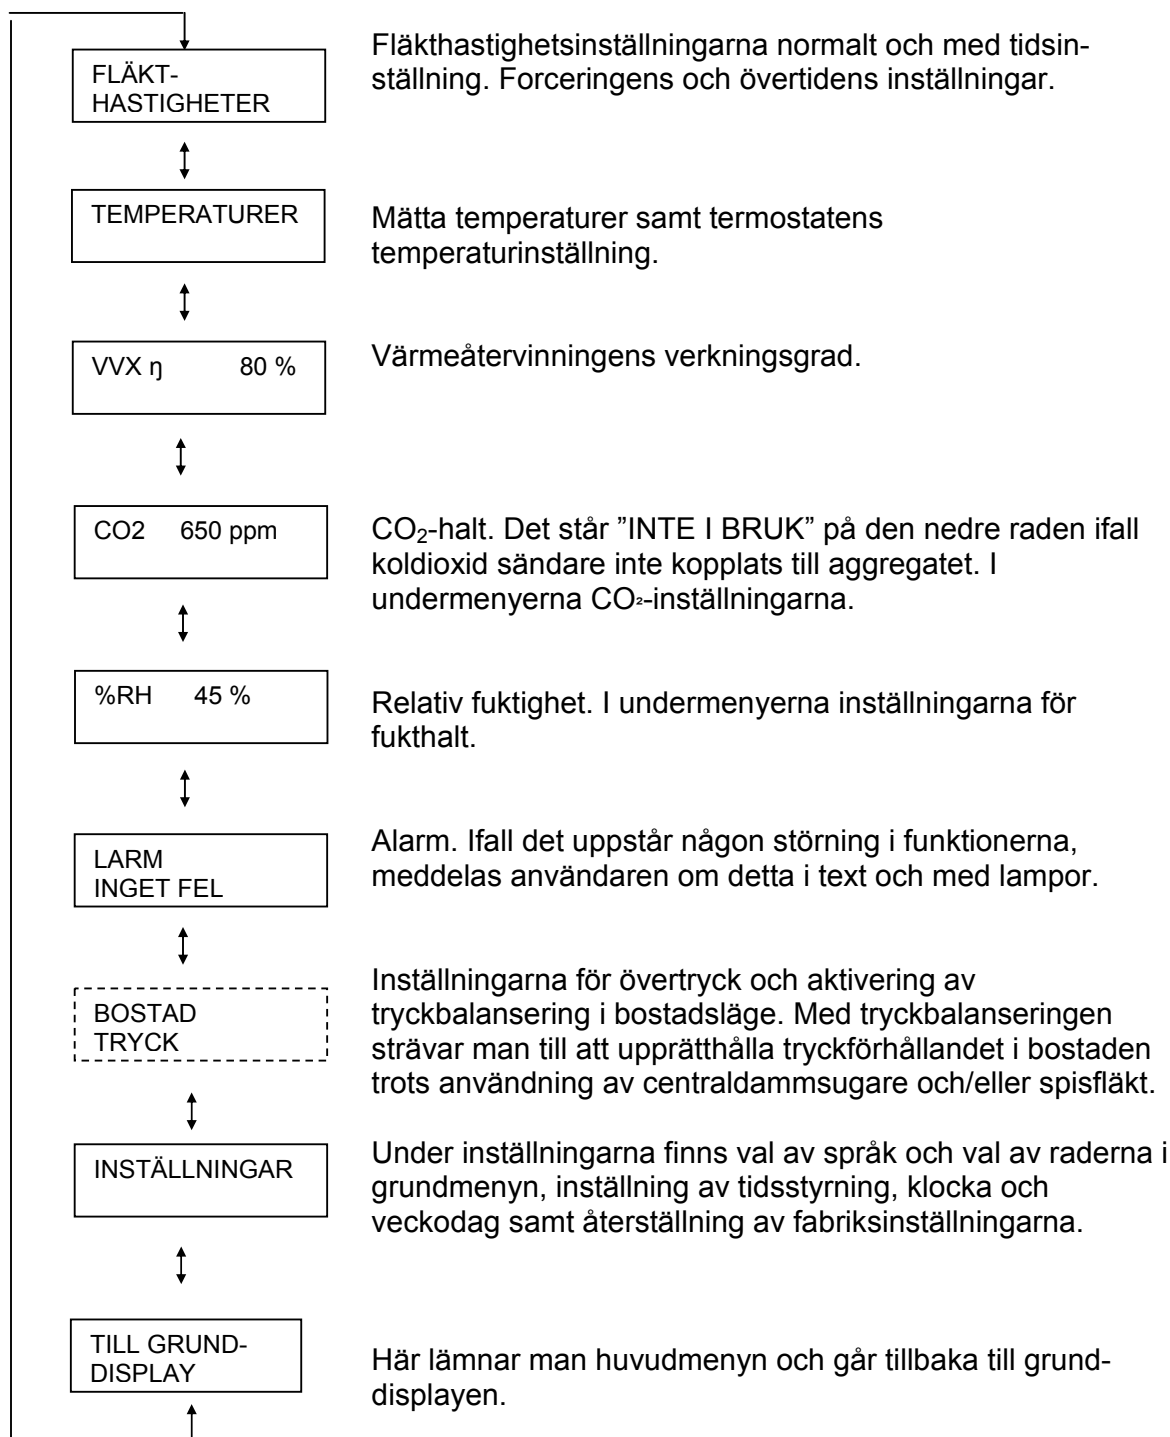 FLÄKT-
HASTIGHETER
Fläkthastighetsinställningarna normalt och med tidsin-
ställning. Forceringens och övertidens inställningar.
TEMPERATURER
Mätta temperaturer samt termostatens
temperaturinställning.
VVX ŋ 80 %
Värmeåtervinningens verkningsgrad.
CO2 650 ppm
CO₂-halt. Det står ”INTE I BRUK” på den nedre raden ifall
koldioxid sändare inte kopplats till aggregatet. I
undermenyerna CO₂-inställningarna.
%RH 45 %
Relativ fuktighet. I undermenyerna inställningarna för
fukthalt.
LARM
INGET FEL
Alarm. Ifall det uppstår någon störning i funktionerna,
meddelas användaren om detta i text och med lampor.
BOSTAD
TRYCK
Inställningarna för övertryck och aktivering av
tryckbalansering i bostadsläge. Med tryckbalanseringen
strävar man till att upprätthålla tryckförhållandet i bostaden
trots användning av centraldammsugare och/eller spisfläkt.
INSTÄLLNINGAR
Under inställningarna finns val av språk och val av raderna i
grundmenyn, inställning av tidsstyrning, klocka och
veckodag samt återställning av fabriksinställningarna.
TILL GRUND-
DISPLAY
Här lämnar man huvudmenyn och går tillbaka till grund-
displayen.